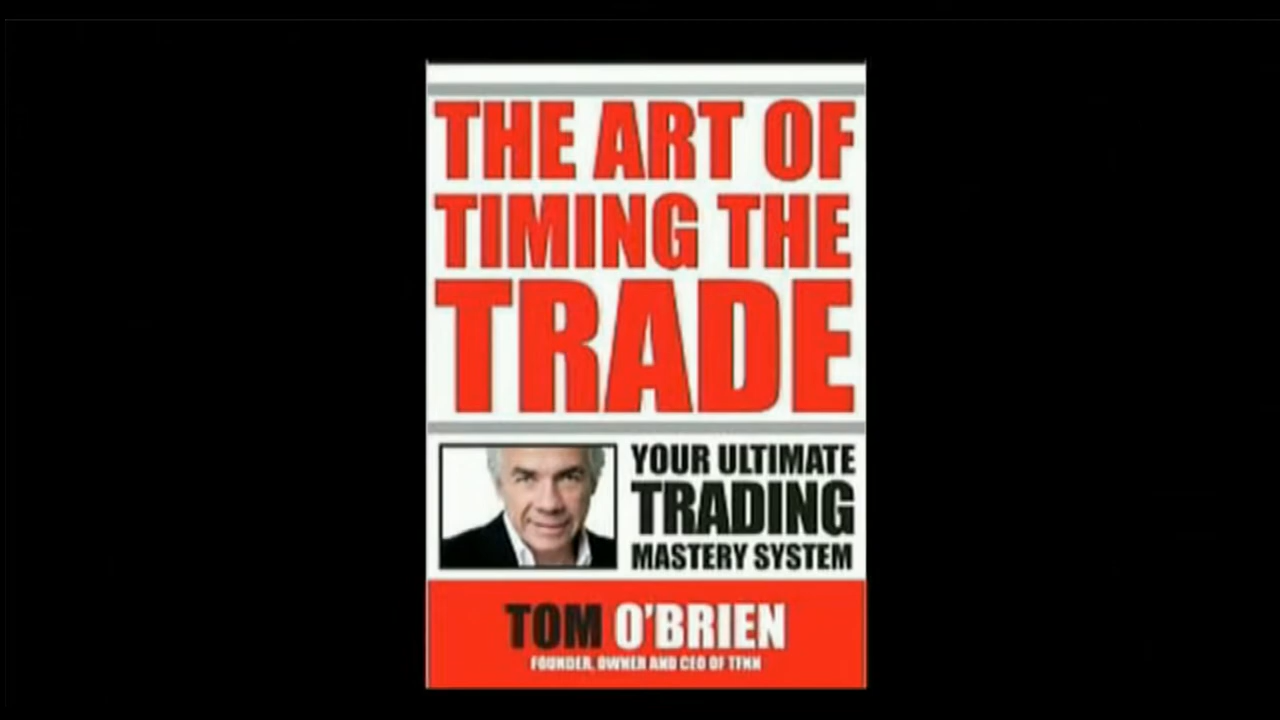 THE ART OF
TIMING THE
TRADE
YOUR ULTIMATE
TRADING
MASTERY SYSTEM
TOM O'BRIEN
FOUNDER, OWNER AND CEO OF TFNN